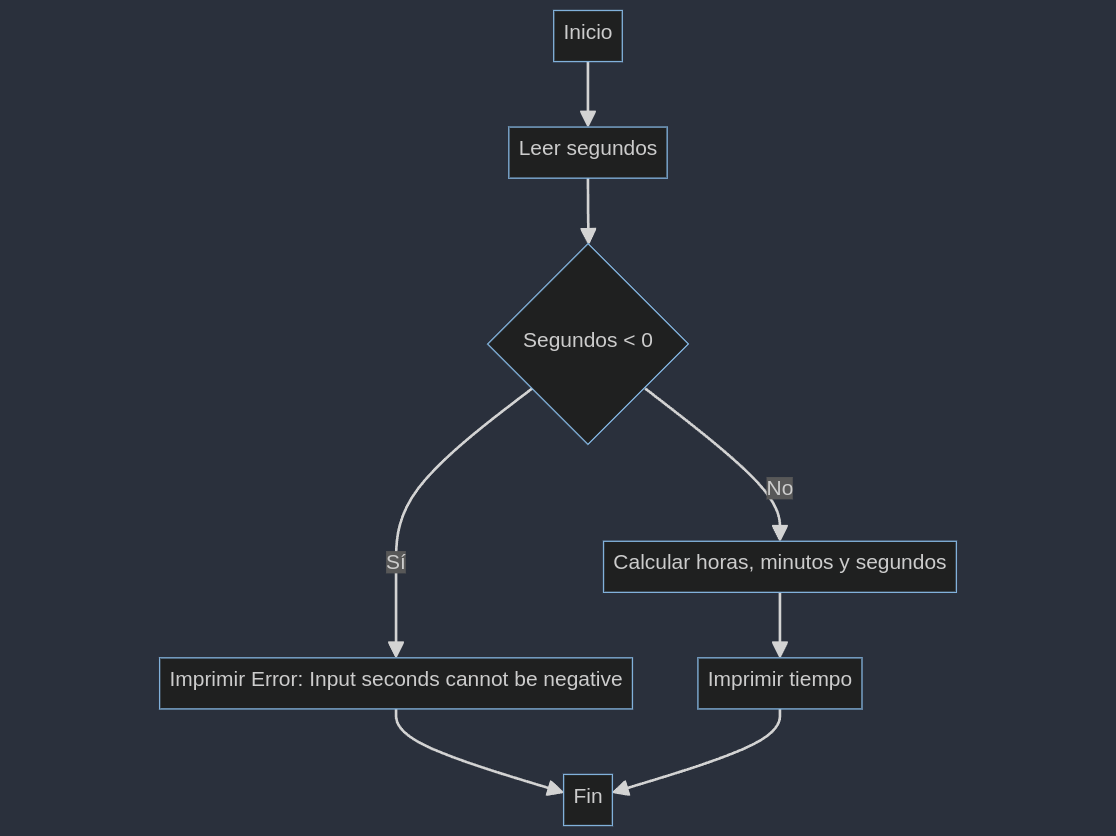 Inicio
Leer segundos
Segundos < 0
No
Sí
Calcular horas, minutos y segundos
Imprimir Error: Input seconds cannot be negative
Imprimir tiempo
Fin